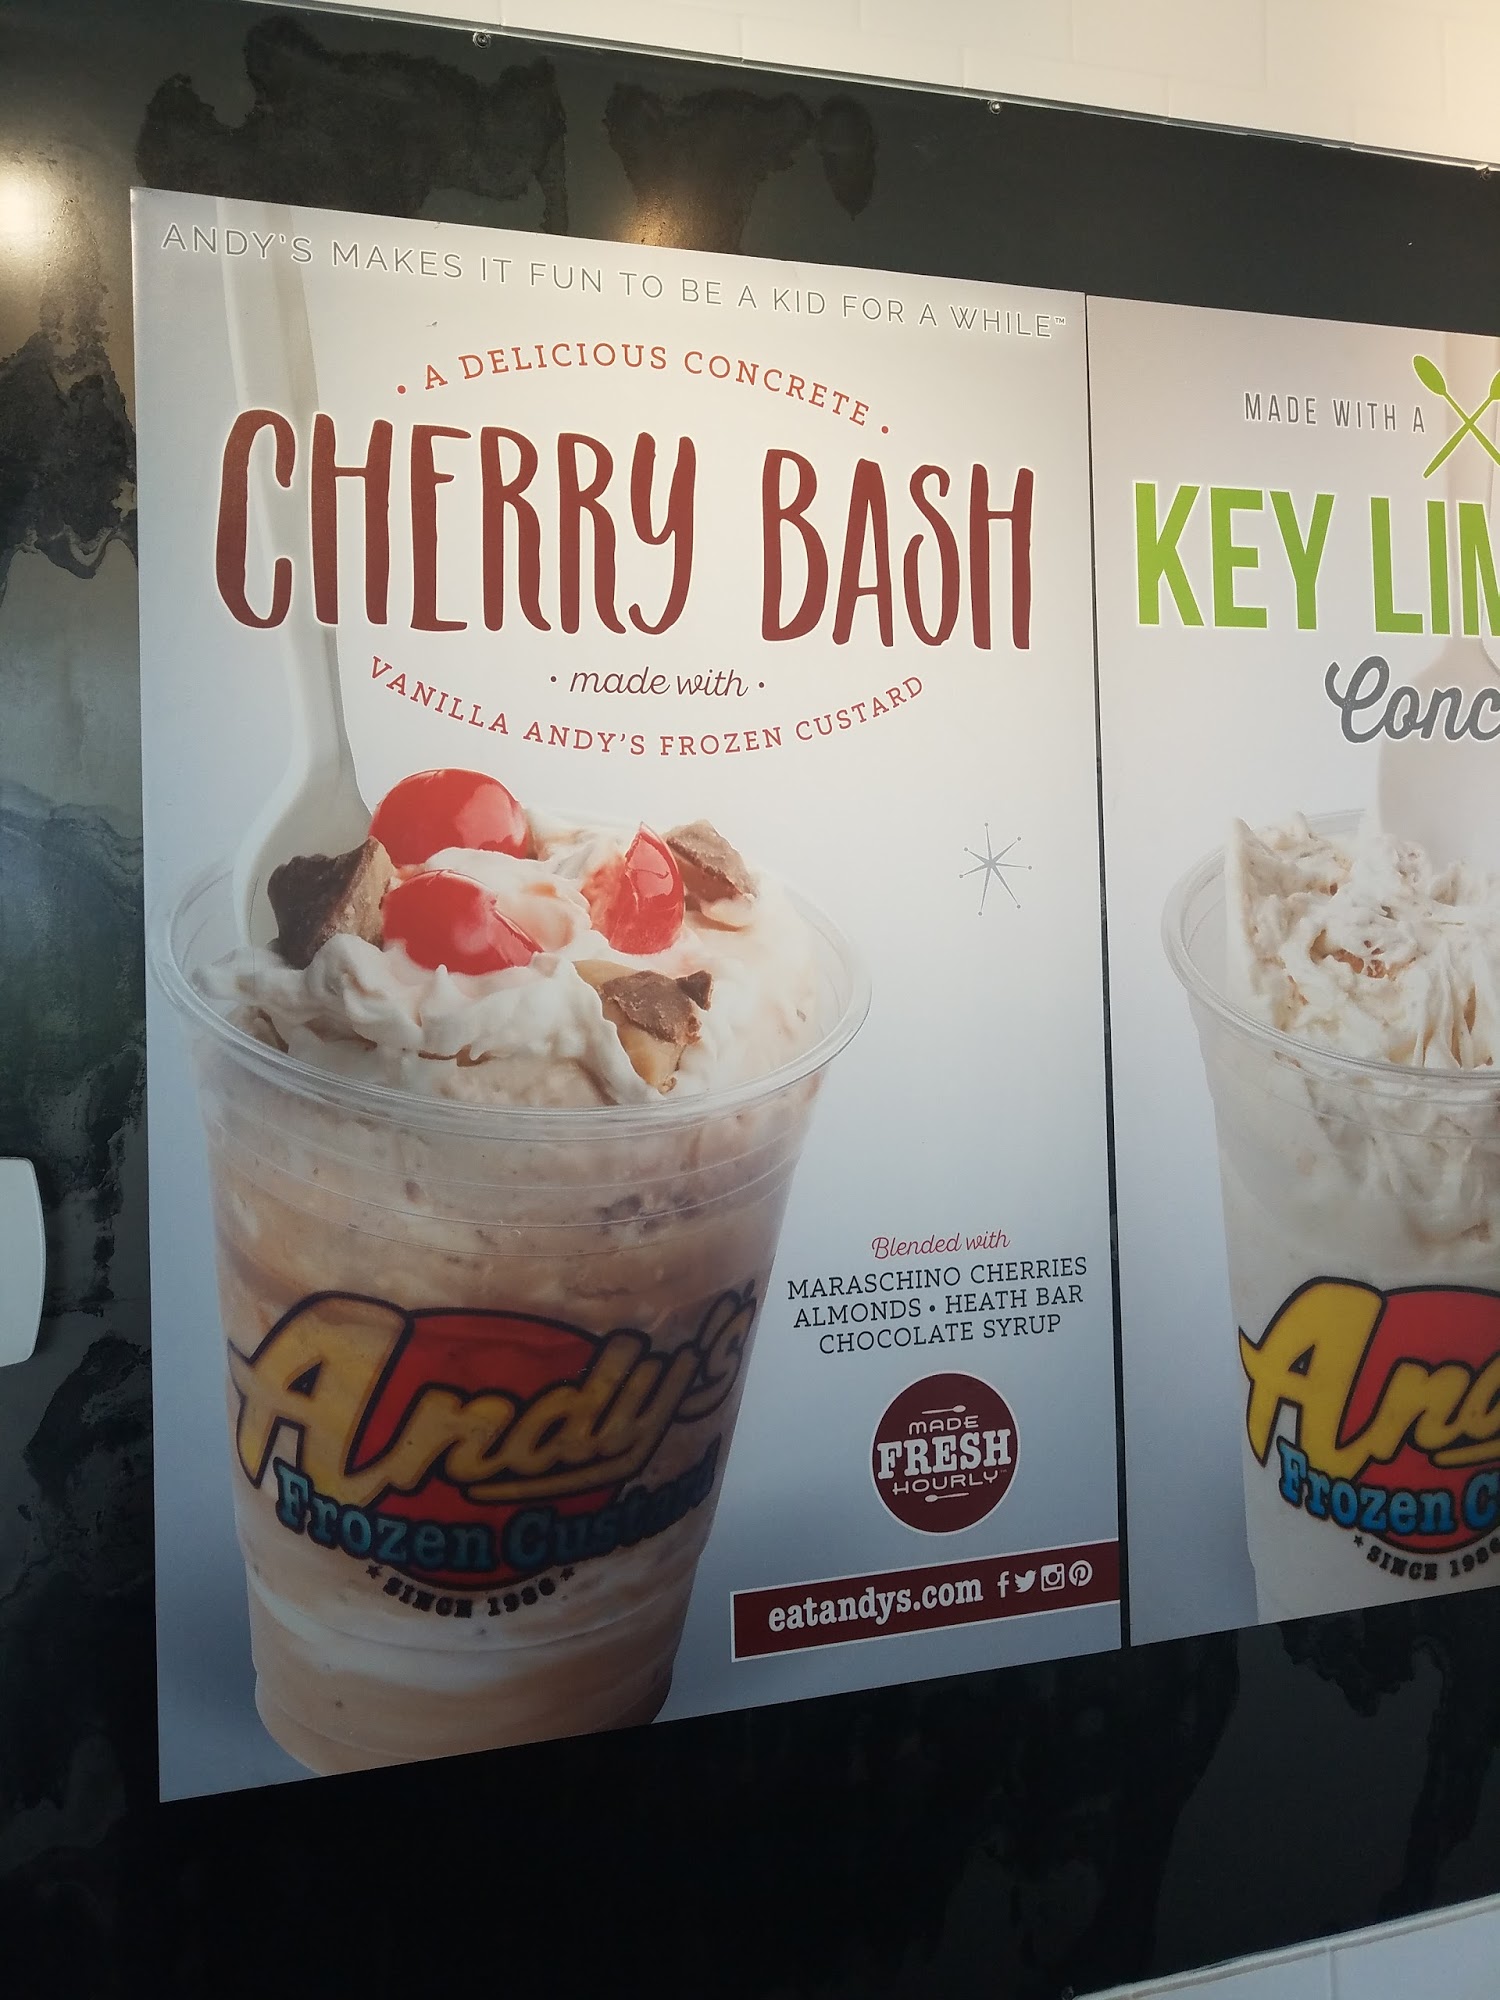 ANDY'S MAKES IT FUN TO BE A KID FOR A WHILE™
• A DELICIOUS CONCRETE •
CHERRY BASH
• made with •
VANILLA ANDY'S FROZEN CUSTARD
Blended with
MARASCHINO CHERRIES
ALMONDS • HEATH BAR
CHOCOLATE SYRUP
MADE
FRESH
HOURLY
eatandys.com
Andy's
Frozen Custard
SINCE 1986
MADE WITH A
KEY LIM
Conc
And
Frozen C
SINCE 1986